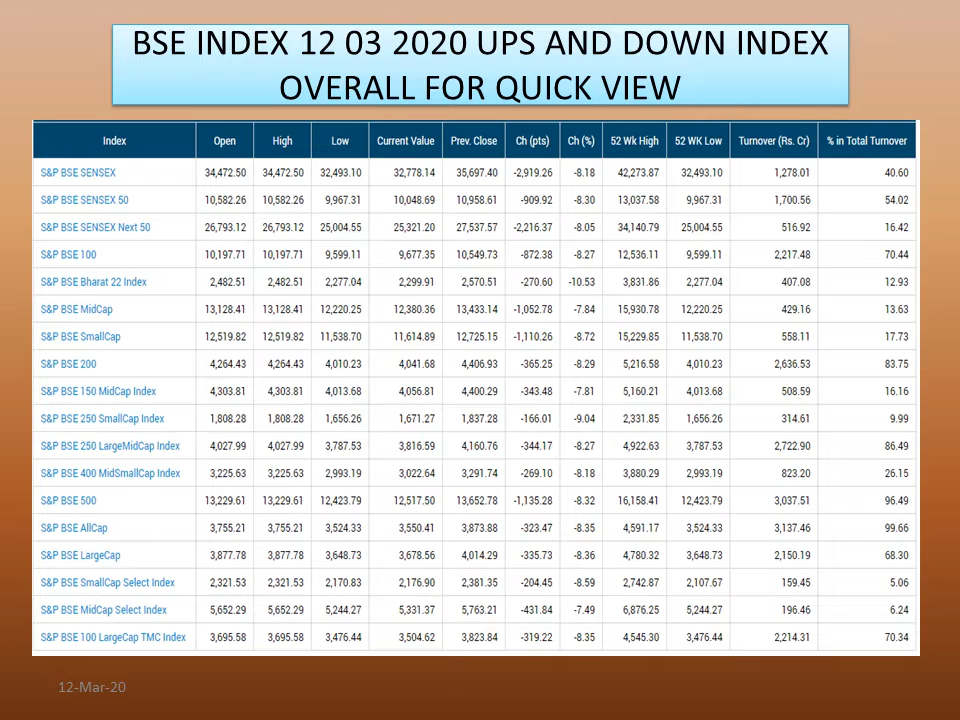 BSE INDEX 12 03 2020 UPS AND DOWN INDEX
OVERALL FOR QUICK VIEW
Index Open High Low Current Value Prev. Close Ch (pts) Ch (%) 52 Wk High 52 WK Low Turnover (Rs. Cr) % in Total Turnover
S&P BSE SENSEX 34,472.50 34,472.50 32,493.10 32,778.14 35,697.40 -2,919.26 -8.18 42,273.87 32,493.10 1,278.01 40.60
S&P BSE SENSEX 50 10,582.26 10,582.26 9,967.31 10,048.69 10,958.61 -909.92 -8.30 13,037.58 9,967.31 1,700.56 54.02
S&P BSE SENSEX Next 50 26,793.12 26,793.12 25,004.55 25,321.20 27,537.57 -2,216.37 -8.05 34,140.79 25,004.55 516.92 16.42
S&P BSE 100 10,197.71 10,197.71 9,599.11 9,677.35 10,549.73 -872.38 -8.27 12,536.11 9,599.11 2,217.48 70.44
S&P BSE Bharat 22 Index 2,482.51 2,482.51 2,277.04 2,299.91 2,570.51 -270.60 -10.53 3,831.86 2,277.04 407.08 12.93
S&P BSE MidCap 13,128.41 13,128.41 12,220.25 12,380.36 13,433.14 -1,052.78 -7.84 15,930.78 12,220.25 429.16 13.63
S&P BSE SmallCap 12,519.82 12,519.82 11,538.70 11,614.89 12,725.15 -1,110.26 -8.72 15,229.85 11,538.70 558.11 17.73
S&P BSE 200 4,264.43 4,264.43 4,010.23 4,041.68 4,406.93 -365.25 -8.29 5,216.58 4,010.23 2,636.53 83.75
S&P BSE 150 MidCap Index 4,303.81 4,303.81 4,013.68 4,056.81 4,400.29 -343.48 -7.81 5,160.21 4,013.68 508.59 16.16
S&P BSE 250 SmallCap Index 1,808.28 1,808.28 1,656.26 1,671.27 1,837.28 -166.01 -9.04 2,331.85 1,656.26 314.61 9.99
S&P BSE 250 LargeMidCap Index 4,027.99 4,027.99 3,787.53 3,816.59 4,160.76 -344.17 -8.27 4,922.63 3,787.53 2,722.90 86.49
S&P BSE 400 MidSmallCap Index 3,225.63 3,225.63 2,993.19 3,022.64 3,291.74 -269.10 -8.18 3,880.29 2,993.19 823.20 26.15
S&P BSE 500 13,229.61 13,229.61 12,423.79 12,517.50 13,652.78 -1,135.28 -8.32 16,158.41 12,423.79 3,037.51 96.49
S&P BSE AllCap 3,755.21 3,755.21 3,524.33 3,550.41 3,873.88 -323.47 -8.35 4,591.17 3,524.33 3,137.46 99.66
S&P BSE LargeCap 3,877.78 3,877.78 3,648.73 3,678.56 4,014.29 -335.73 -8.36 4,780.32 3,648.73 2,150.19 68.30
S&P BSE SmallCap Select Index 2,321.53 2,321.53 2,170.83 2,176.90 2,381.35 -204.45 -8.59 2,742.87 2,107.67 159.45 5.06
S&P BSE MidCap Select Index 5,652.29 5,652.29 5,244.27 5,331.37 5,763.21 -431.84 -7.49 6,876.25 5,244.27 196.46 6.24
S&P BSE 100 LargeCap TMC Index 3,695.58 3,695.58 3,476.44 3,504.62 3,823.84 -319.22 -8.35 4,545.30 3,476.44 2,214.31 70.34
12-Mar-20